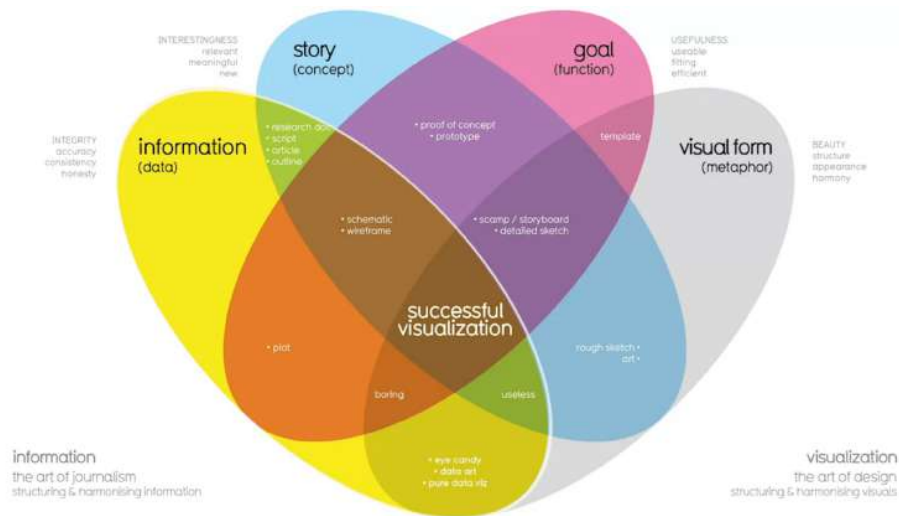 INTERESTINGNESS
relevant
meaningful
new
story
(concept)
goal
(function)
USEFULNESS
useable
fitting
efficient
INTEGRITY
accuracy
consistency
honesty
information
(data)
• research doc
• script
• article
• outline
• proof of concept
• prototype
template
visual form
(metaphor)
BEAUTY
structure
appearance
harmony
• schematic
• wireframe
• scamp / storyboard
• detailed sketch
successful
visualization
• plot
rough sketch •
art •
boring
useless
• eye candy
• data art
• pure data viz
information
the art of journalism
structuring & harmonising information
visualization
the art of design
structuring & harmonising visuals